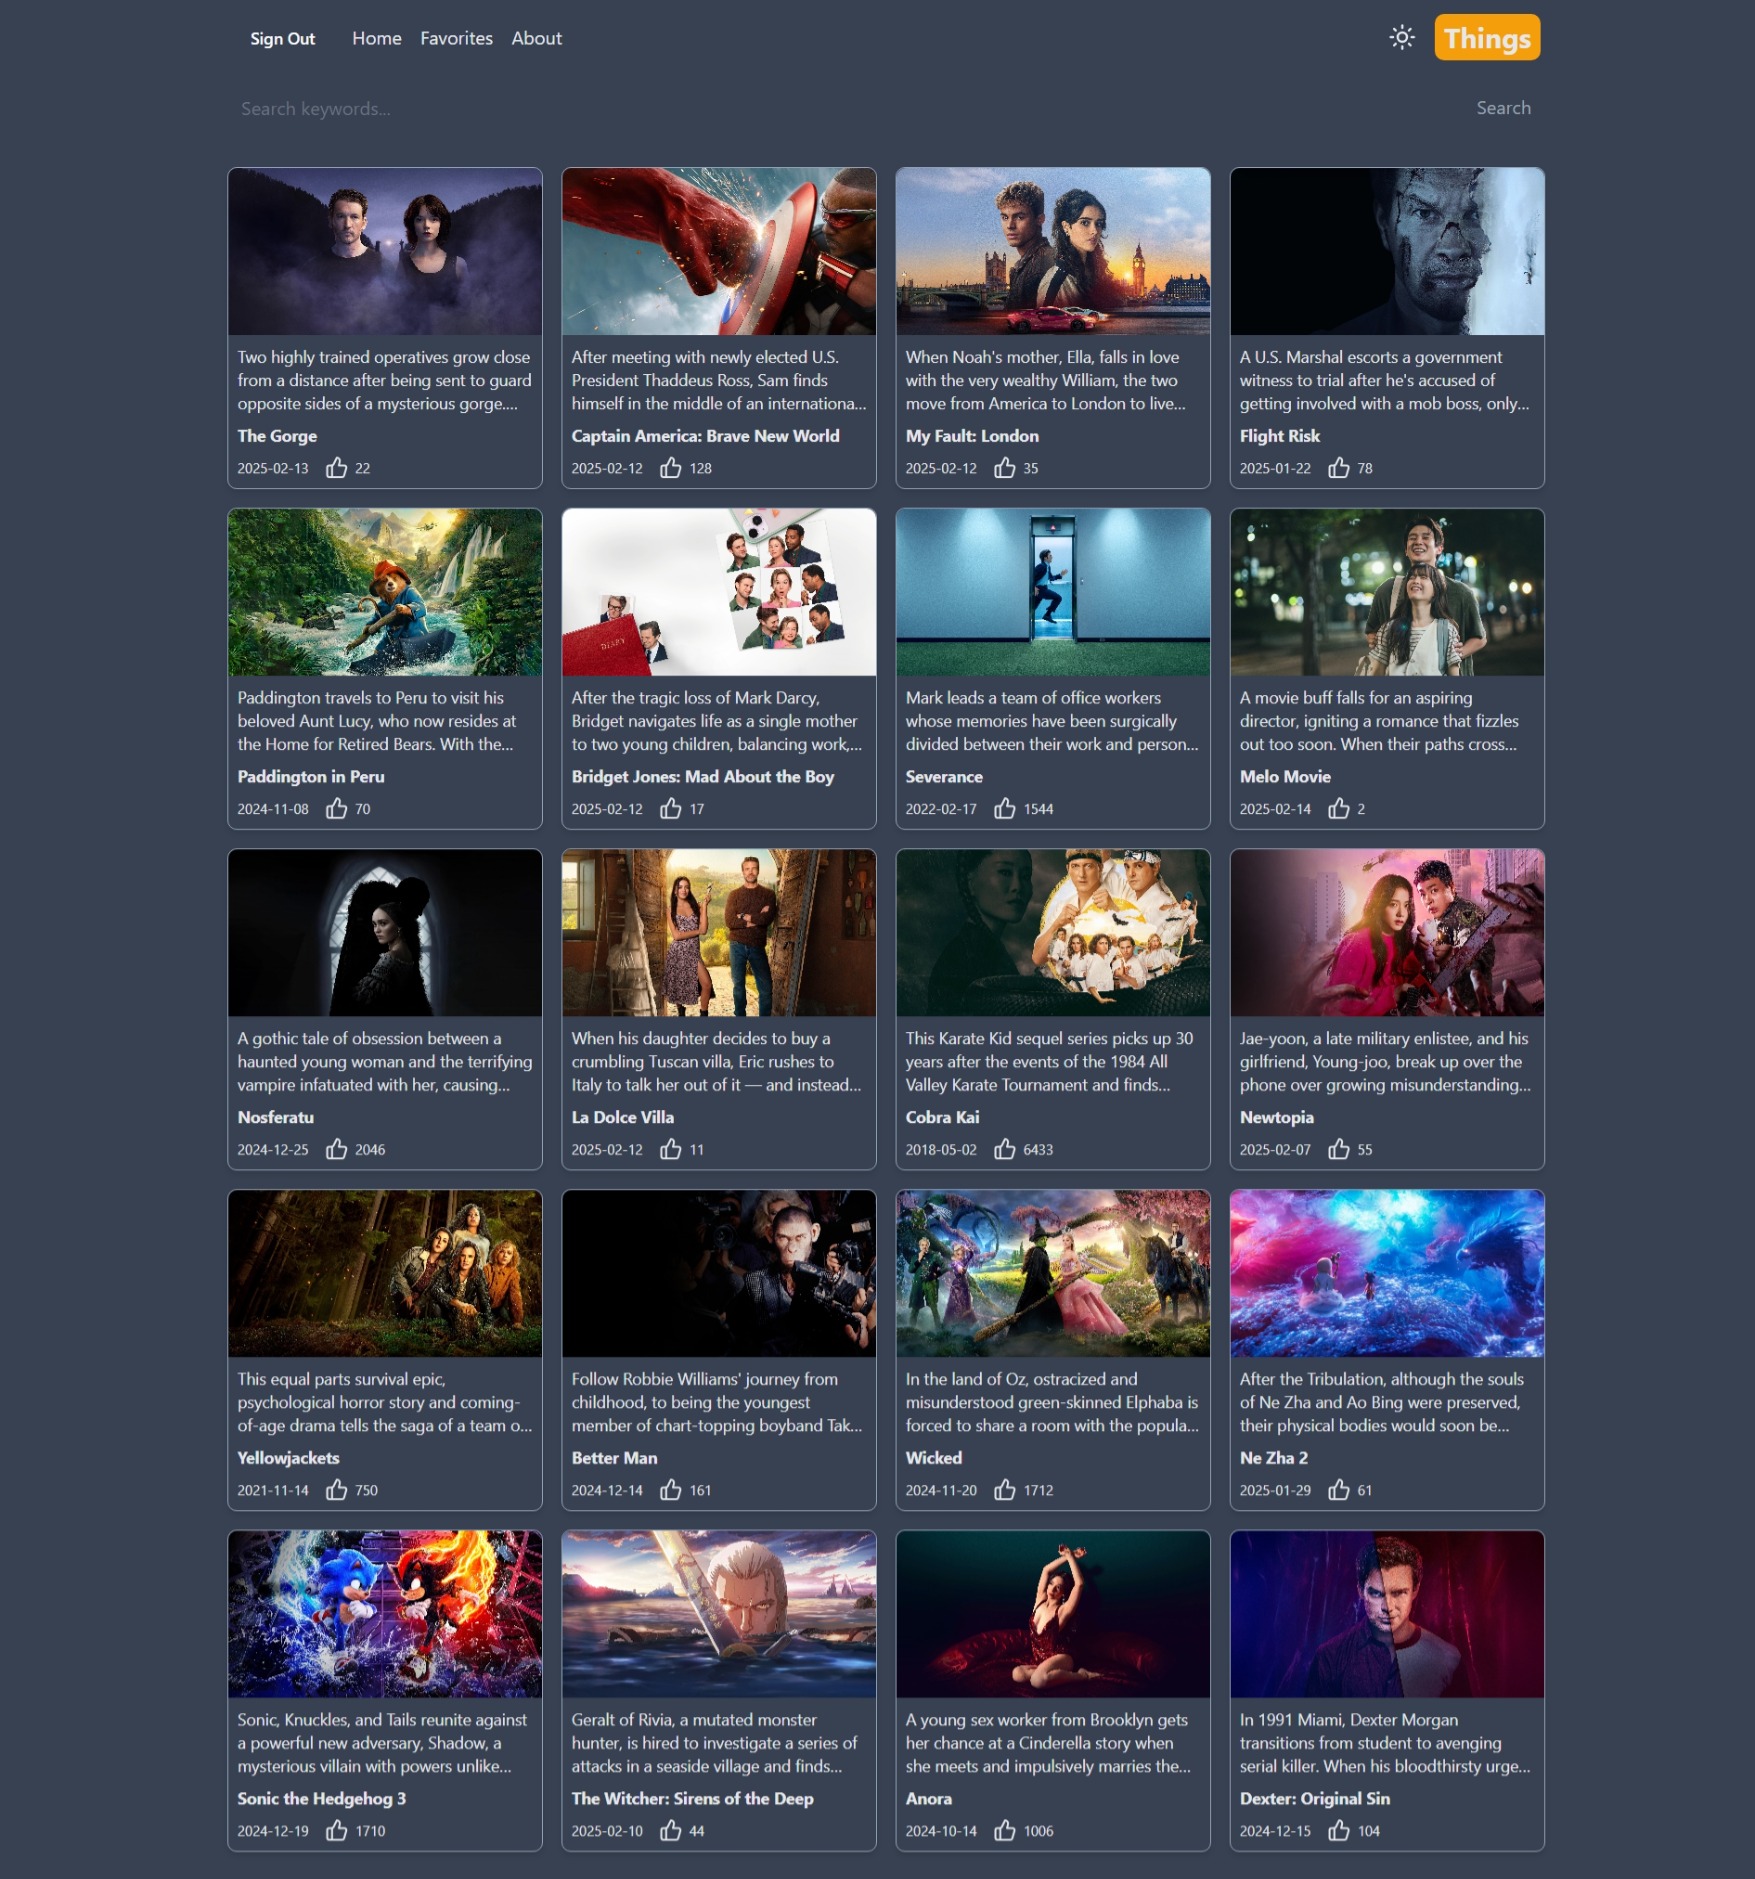 Sign Out Home Favorites About Things
Search keywords... Search
Two highly trained operatives grow close
from a distance after being sent to guard
opposite sides of a mysterious gorge....
The Gorge
2025-02-13 22
After meeting with newly elected U.S.
President Thaddeus Ross, Sam finds
himself in the middle of an internationa...
Captain America: Brave New World
2025-02-12 128
When Noah's mother, Ella, falls in love
with the very wealthy William, the two
move from America to London to live...
My Fault: London
2025-02-12 35
A U.S. Marshal escorts a government
witness to trial after he's accused of
getting involved with a mob boss, only...
Flight Risk
2025-01-22 78
Paddington travels to Peru to visit his
beloved Aunt Lucy, who now resides at
the Home for Retired Bears. With the...
Paddington in Peru
2024-11-08 70
DIARY
After the tragic loss of Mark Darcy,
Bridget navigates life as a single mother
to two young children, balancing work,...
Bridget Jones: Mad About the Boy
2025-02-12 17
Mark leads a team of office workers
whose memories have been surgically
divided between their work and person...
Severance
2022-02-17 1544
A movie buff falls for an aspiring
director, igniting a romance that fizzles
out too soon. When their paths cross...
Melo Movie
2025-02-14 2
A gothic tale of obsession between a
haunted young woman and the terrifying
vampire infatuated with her, causing...
Nosferatu
2024-12-25 2046
When his daughter decides to buy a
crumbling Tuscan villa, Eric rushes to
Italy to talk her out of it — and instead...
La Dolce Villa
2025-02-12 11
This Karate Kid sequel series picks up 30
years after the events of the 1984 All
Valley Karate Tournament and finds...
Cobra Kai
2018-05-02 6433
Jae-yoon, a late military enlistee, and his
girlfriend, Young-joo, break up over the
phone over growing misunderstanding...
Newtopia
2025-02-07 55
This equal parts survival epic,
psychological horror story and coming-
of-age drama tells the saga of a team o...
Yellowjackets
2021-11-14 750
Follow Robbie Williams' journey from
childhood, to being the youngest
member of chart-topping boyband Tak...
Better Man
2024-12-14 161
In the land of Oz, ostracized and
misunderstood green-skinned Elphaba is
forced to share a room with the popula...
Wicked
2024-11-20 1712
After the Tribulation, although the souls
of Ne Zha and Ao Bing were preserved,
their physical bodies would soon be...
Ne Zha 2
2025-01-29 61
Sonic, Knuckles, and Tails reunite against
a powerful new adversary, Shadow, a
mysterious villain with powers unlike...
Sonic the Hedgehog 3
2024-12-19 1710
Geralt of Rivia, a mutated monster
hunter, is hired to investigate a series of
attacks in a seaside village and finds...
The Witcher: Sirens of the Deep
2025-02-10 44
A young sex worker from Brooklyn gets
her chance at a Cinderella story when
she meets and impulsively marries the...
Anora
2024-10-14 1006
In 1991 Miami, Dexter Morgan
transitions from student to avenging
serial killer. When his bloodthirsty urge...
Dexter: Original Sin
2024-12-15 104